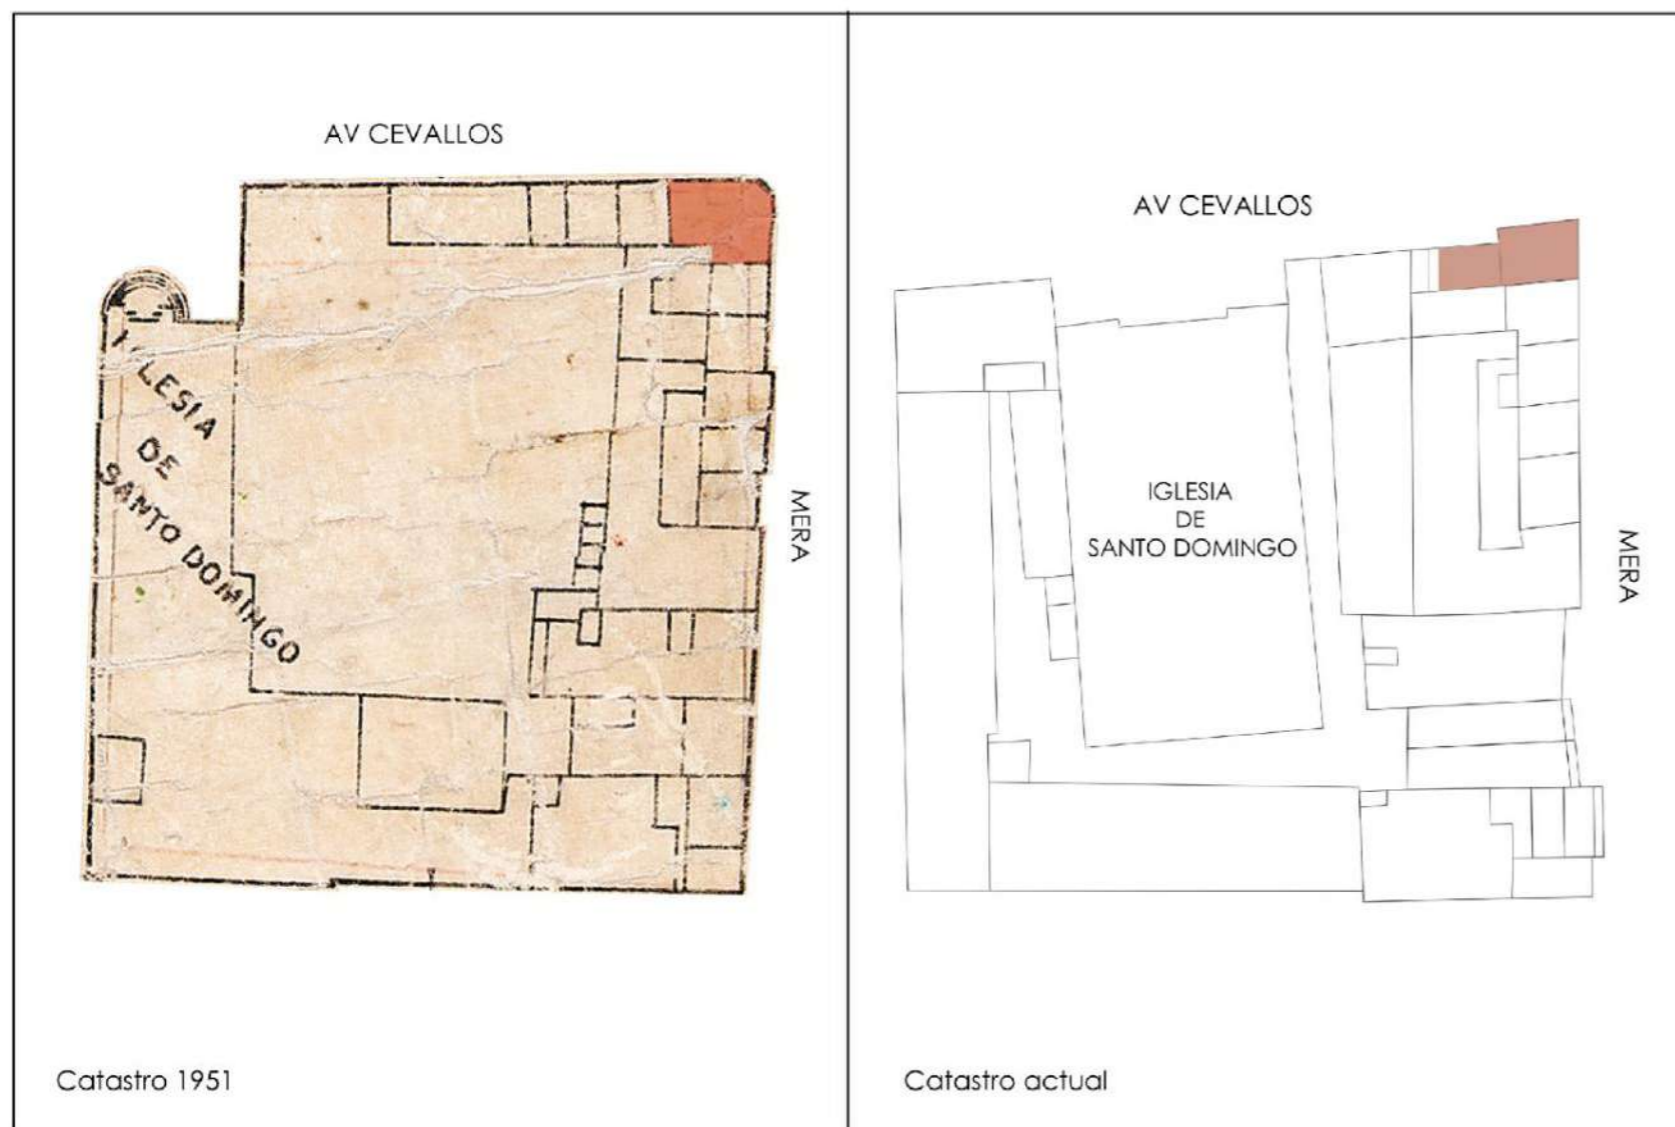 AV CEVALLOS
IGLESIA
DE
SANTO DOMINGO
MERA
Catastro 1951
AV CEVALLOS
IGLESIA
DE
SANTO DOMINGO
MERA
Catastro actual